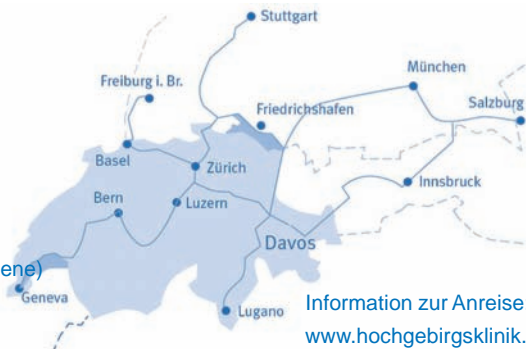 Stuttgart
München
Freiburg i. Br.
Salzburg
Friedrichshafen
Basel
Zürich
Innsbruck
Bern
Luzern
Davos
ene)
Geneva
Lugano
Information zur Anreise
www.hochgebirgsklinik.